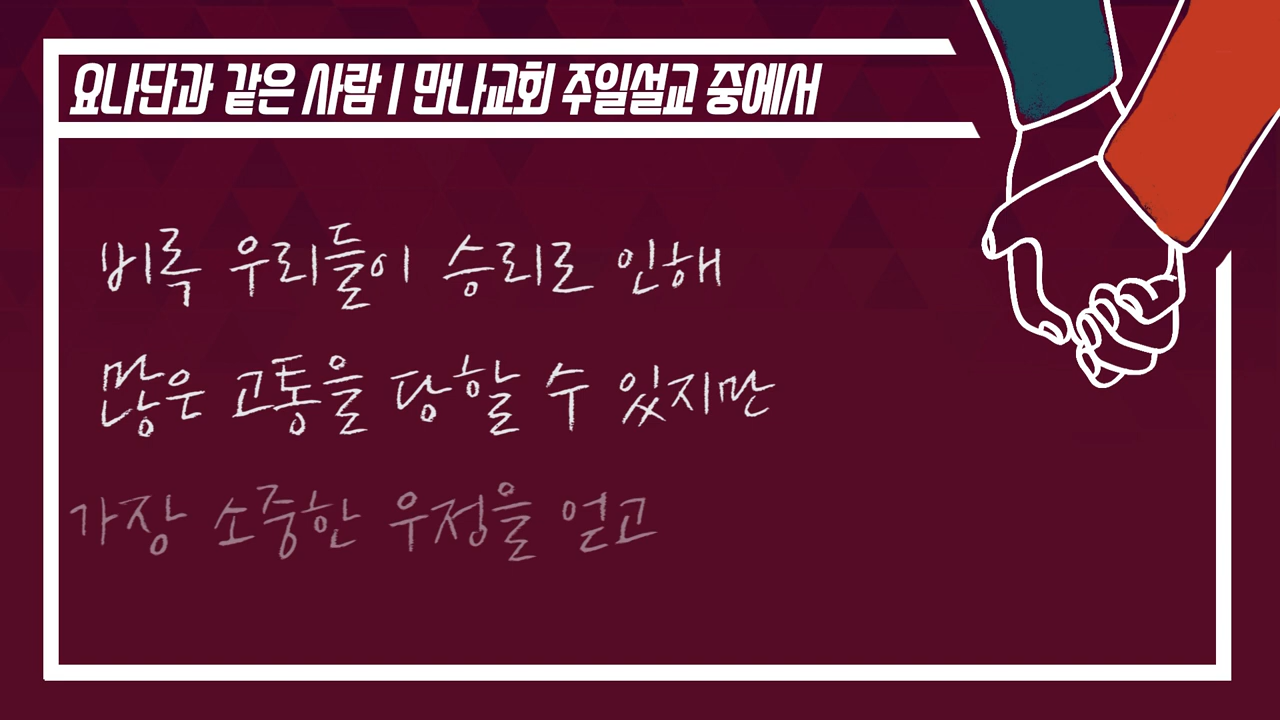 요나단과 같은 사람 | 만나교회 주일설교 중에서
비록 우리들이 승리로 인해
많은 고통을 당할 수 있지만
가장 소중한 우정을 얻고